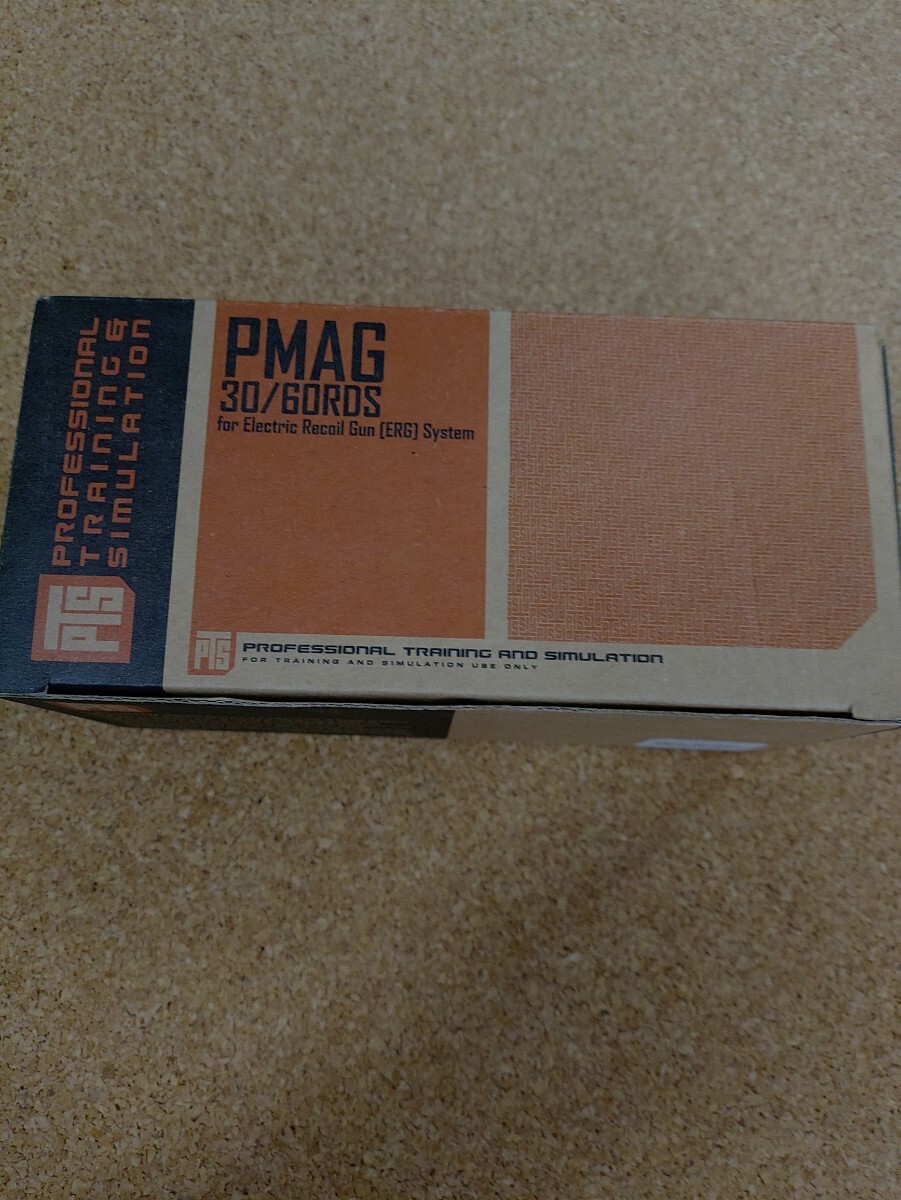 PROFESSIONAL
TRAINING &
SIMULATION
PTS
PMAG
30/60RDS
for Electric Recoil Gun [ERG] System
PTS
PROFESSIONAL TRAINING AND SIMULATION
FOR TRAINING AND SIMULATION USE ONLY